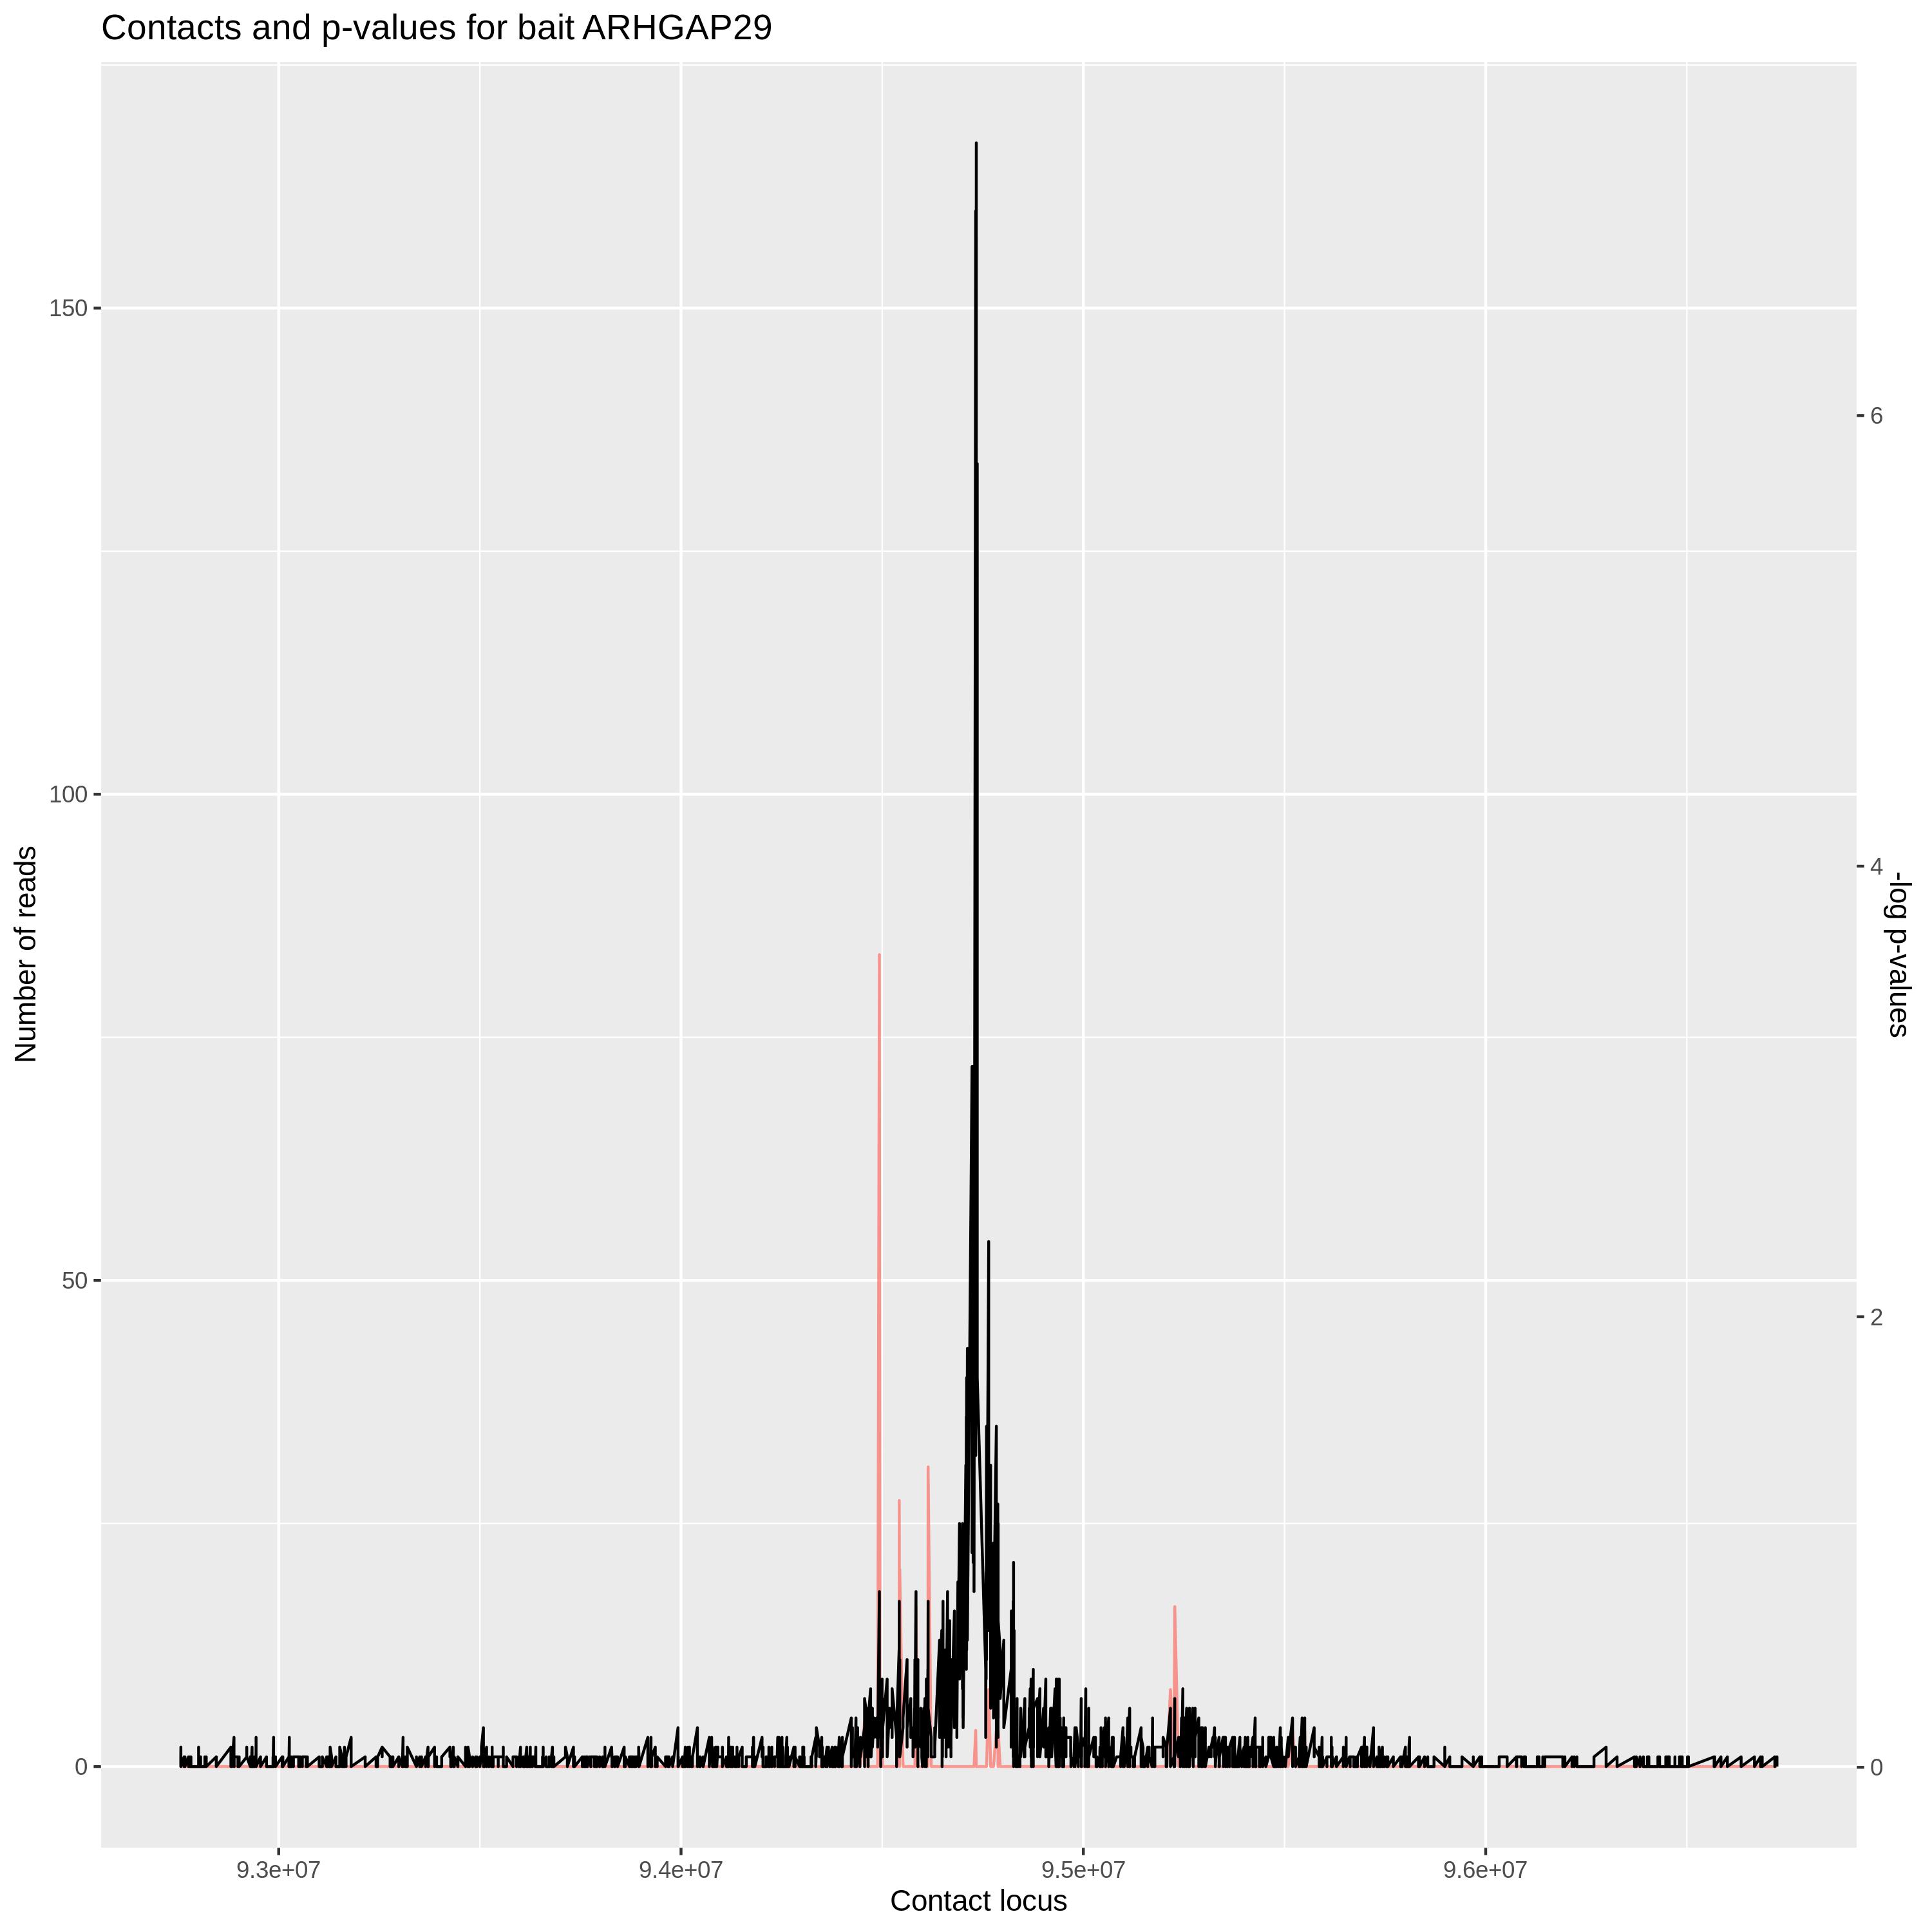 Contacts and p-values for bait ARHGAP29
150
100
50
0
Number of reads
6
4
2
0
-log p-values
9.3e+07
9.4e+07
9.5e+07
9.6e+07
Contact locus